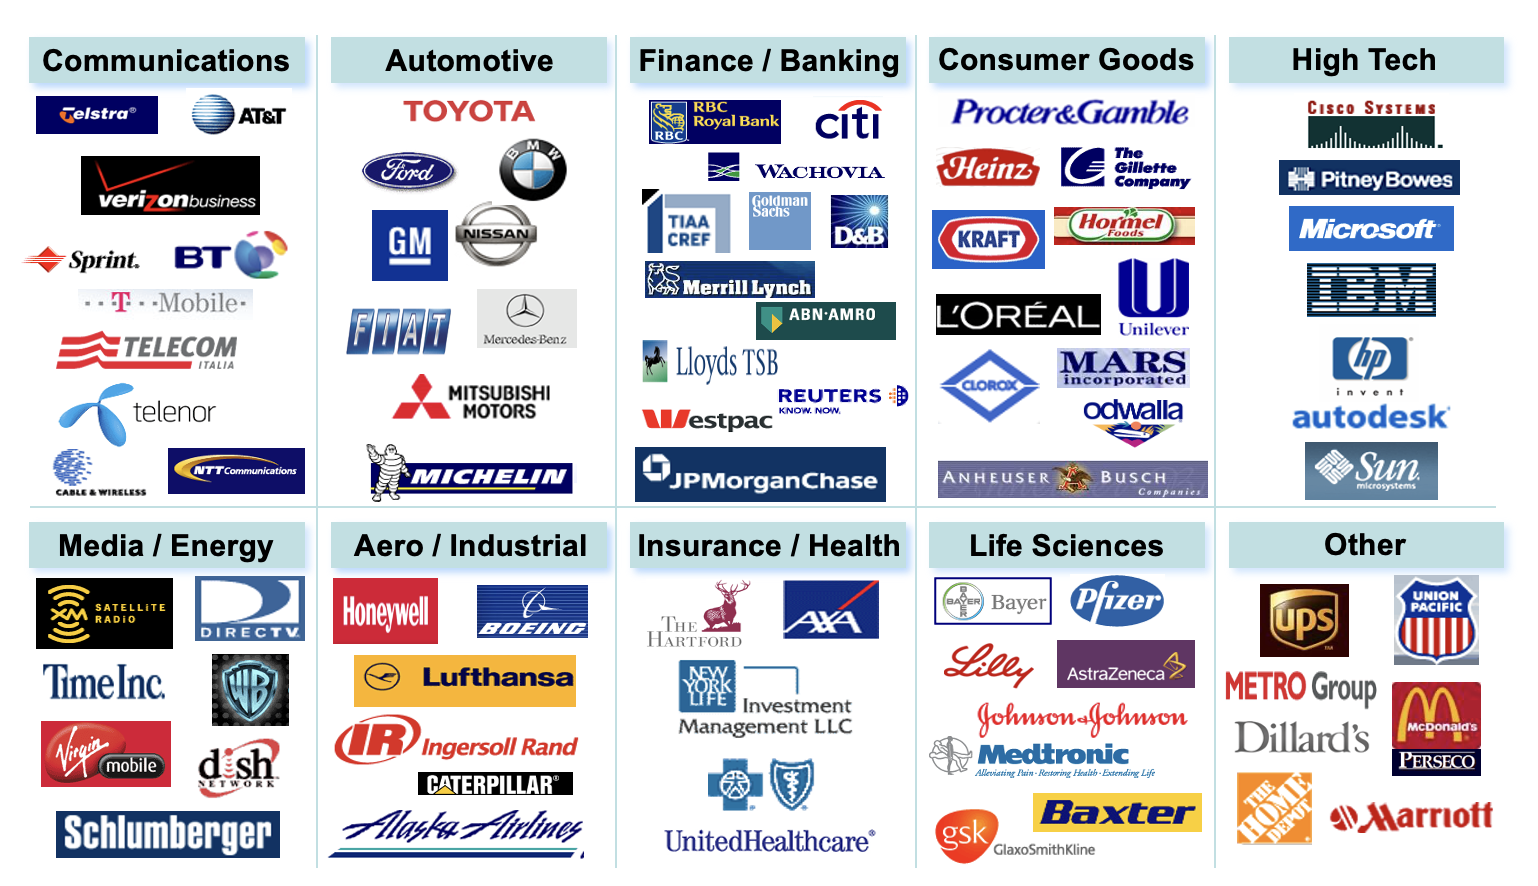 Communications
Telstra®
AT&T
verizonbusiness
Sprint.
BT
T · · · Mobile ·
TELECOM
ITALIA
telenor
CABLE & WIRELESS
NTT Communications
Automotive
TOYOTA
Ford
BMW
GM
NISSAN
FIAT
Mercedes-Benz
MITSUBISHI
MOTORS
MICHELIN
Finance / Banking
RBC
Royal Bank
RBC
citi
WACHOVIA
TIAA
CREF
Goldman
Sachs
D&B
Merrill Lynch
ABN·AMRO
Lloyds TSB
REUTERS
KNOW. NOW.
Westpac
JPMorganChase
Consumer Goods
Procter&Gamble
Heinz
The
Gillette
Company
KRAFT
Hormel
Foods
L'ORÉAL
Unilever
CLOROX
MARS
incorporated
odwalla
ANHEUSER BUSCH
Companies
High Tech
CISCO SYSTEMS
PitneyBowes
Microsoft
IBM
hp
invent
autodesk®
Sun
microsystems
Media / Energy
XM
SATELLITE
RADIO
DIRECTV
Time Inc.
WB
Virgin
mobile
dish
NETWORK
Schlumberger
Aero / Industrial
Honeywell
BOEING
Lufthansa
IR Ingersoll Rand
CATERPILLAR®
Alaska Airlines
Insurance / Health
THE
HARTFORD
AXA
NEW
YORK
LIFE
Investment
Management LLC
UnitedHealthcare®
Life Sciences
BAYER
BAYER
Bayer
Pfizer
Lilly
AstraZeneca
Johnson & Johnson
Medtronic
Alleviating Pain · Restoring Health · Extending Life
Baxter
gsk
GlaxoSmithKline
Other
ups
UNION
PACIFIC
METRO Group
McDonald's
Dillard's
PERSECO
THE
HOME
DEPOT
Marriott